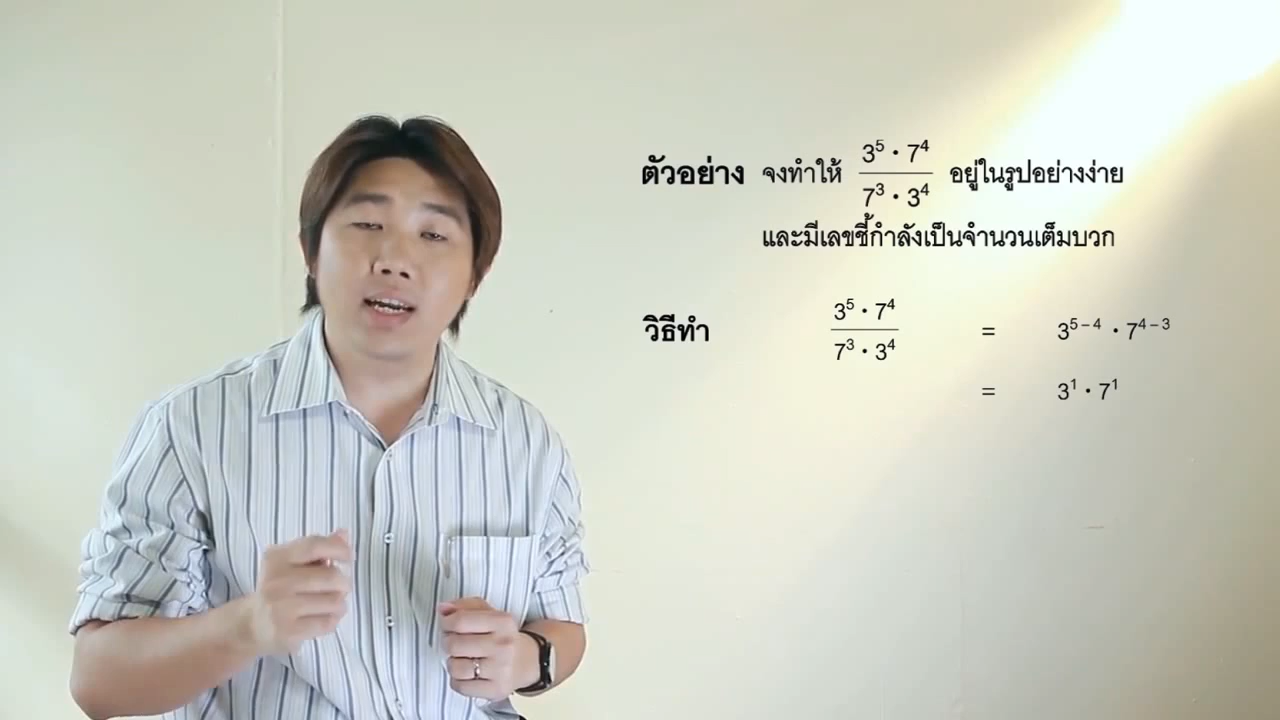 ตัวอย่าง จงทำให้ 3⁵ • 7⁴ / 7³ • 3⁴ อยู่ในรูปอย่างง่าย
และมีเลขชี้กำลังเป็นจำนวนเต็มบวก
วิธีทำ 3⁵ • 7⁴ / 7³ • 3⁴ = 3⁵⁻⁴ • 7⁴⁻³
= 3¹ • 7¹